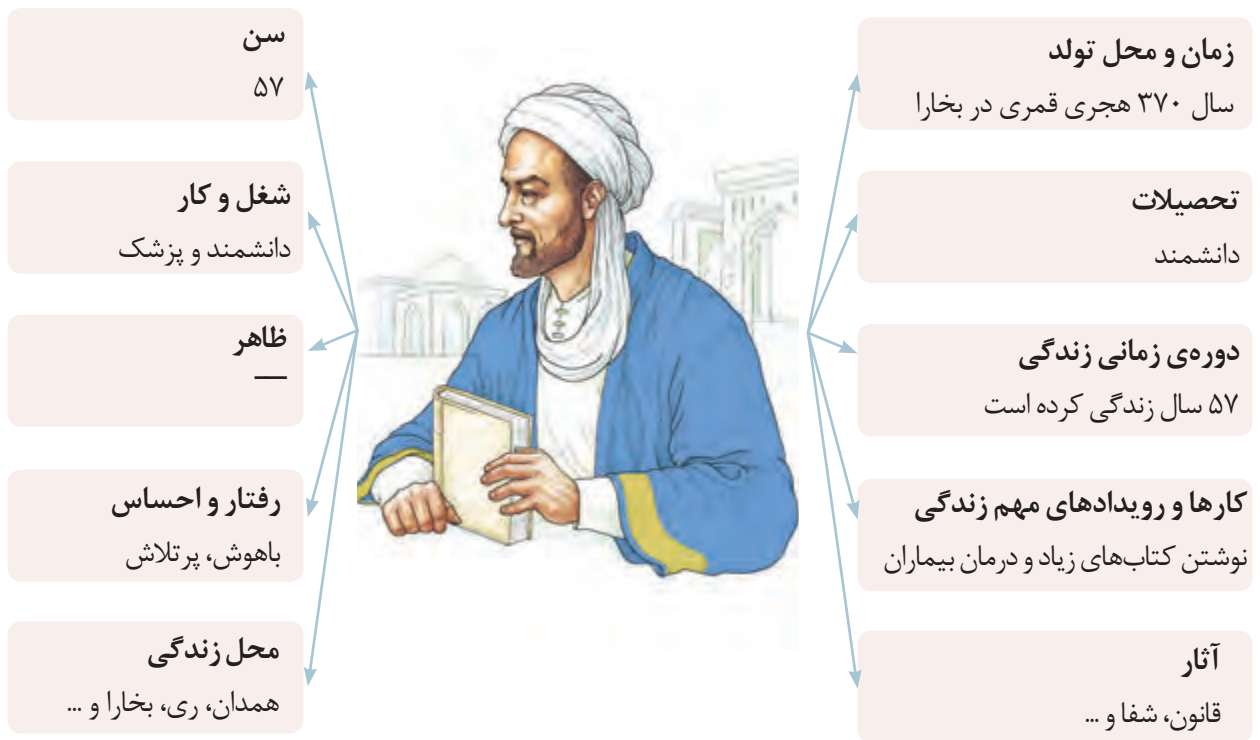 زمان و محل تولد
سال ۳۷۰ هجری قمری در بخارا
تحصیلات
دانشمند
دوره‌ی زمانی زندگی
۵۷ سال زندگی کرده است
کارها و رویدادهای مهم زندگی
نوشتن کتاب‌های زیاد و درمان بیماران
آثار
قانون، شفا و ...
سن
۵۷
شغل و کار
دانشمند و پزشک
ظاهر
—
رفتار و احساس
باهوش، پرتلاش
محل زندگی
همدان، ری، بخارا و ...